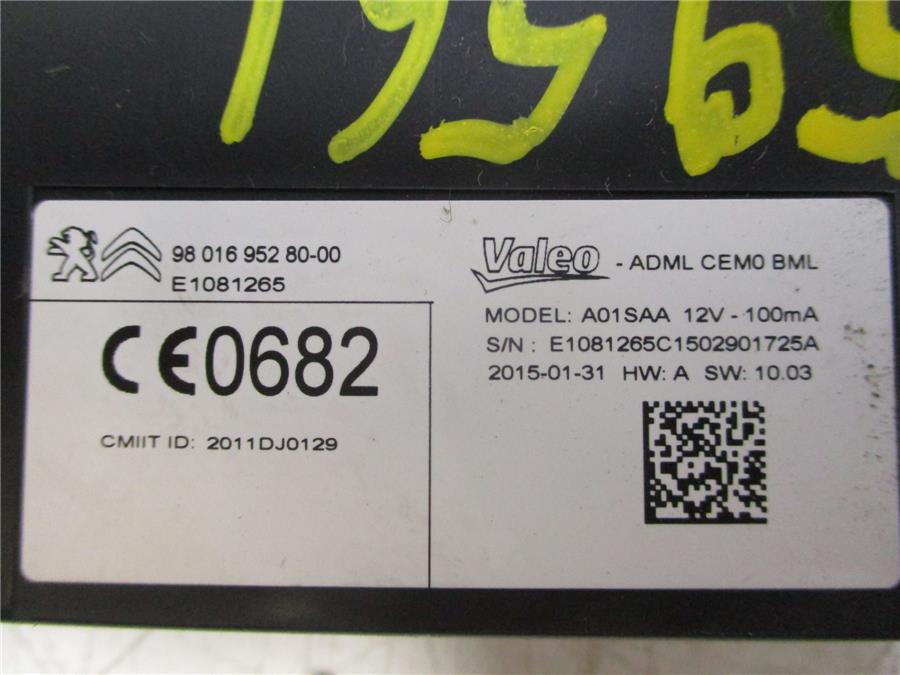 98 016 952 80-00
E1081265
CE0682
CMIIT ID: 2011DJ0129
Valeo - ADML CEM0 BML
MODEL: A01SAA 12V - 100mA
S/N : E1081265C1502901725A
2015-01-31 HW: A SW: 10.03